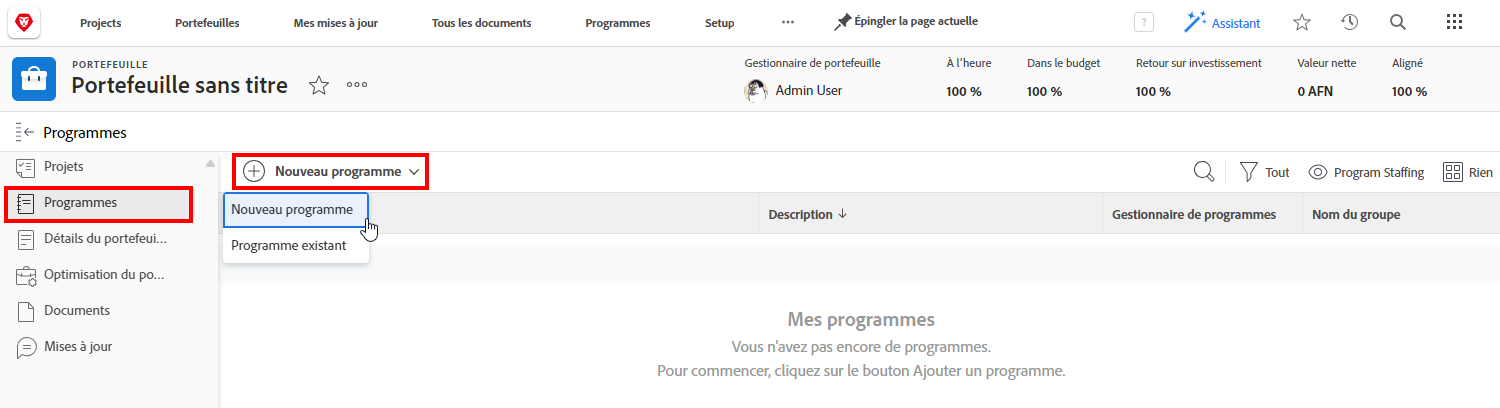 Projects
Portefeuilles
Mes mises à jour
Tous les documents
Programmes
Setup
Épingler la page actuelle
?
Assistant
PORTEFEUILLE
Portefeuille sans titre
Gestionnaire de portefeuille
Admin User
À l'heure
100 %
Dans le budget
100 %
Retour sur investissement
100 %
Valeur nette
0 AFN
Aligné
100 %
Programmes
Projets
Programmes
Détails du portefeui...
Optimisation du po...
Documents
Mises à jour
Nouveau programme
Tout
Program Staffing
Rien
Nouveau programme
Programme existant
Description
Gestionnaire de programmes
Nom du groupe
Mes programmes
Vous n'avez pas encore de programmes.
Pour commencer, cliquez sur le bouton Ajouter un programme.